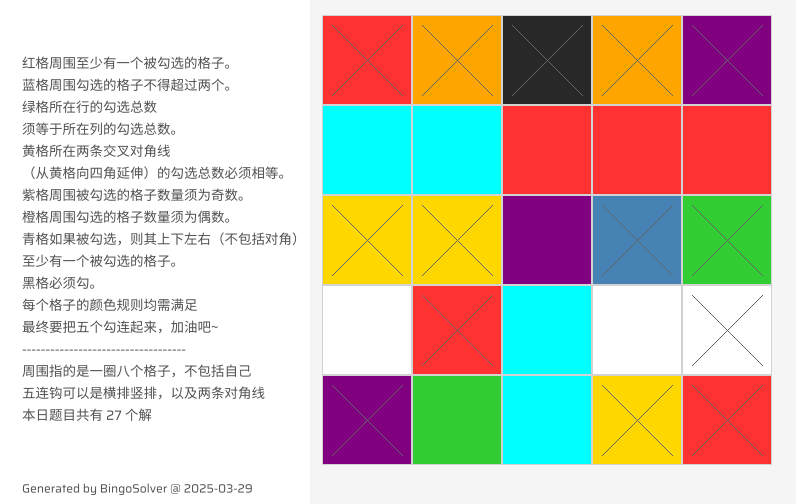 红格周围至少有一个被勾选的格子。
蓝格周围勾选的格子不得超过两个。
绿格所在行的勾选总数
须等于所在列的勾选总数。
黄格所在两条交叉对角线
（从黄格向四角延伸）的勾选总数必须相等。
紫格周围被勾选的格子数量须为奇数。
橙格周围勾选的格子数量须为偶数。
青格如果被勾选，则其上下左右（不包括对角）
至少有一个被勾选的格子。
黑格必须勾。
每个格子的颜色规则均需满足
最终要把五个勾连起来，加油吧~
----------------------------------
周围指的是一圈八个格子，不包括自己
五连钩可以是横排竖排，以及两条对角线
本日题目共有 27 个解
Generated by BingoSolver @ 2025-03-29